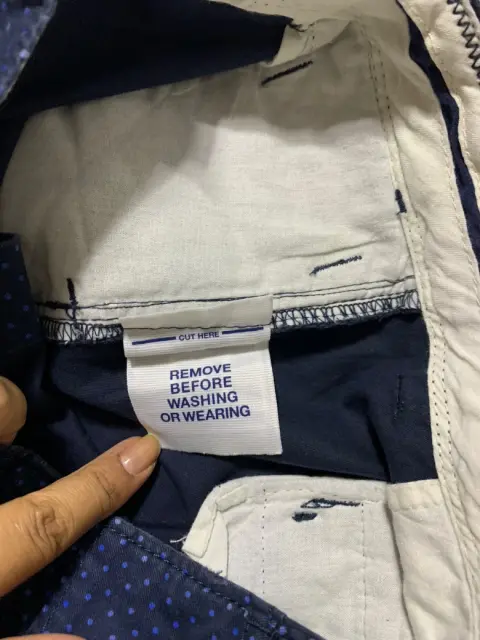 CUT HERE
REMOVE
BEFORE
WASHING
OR WEARING